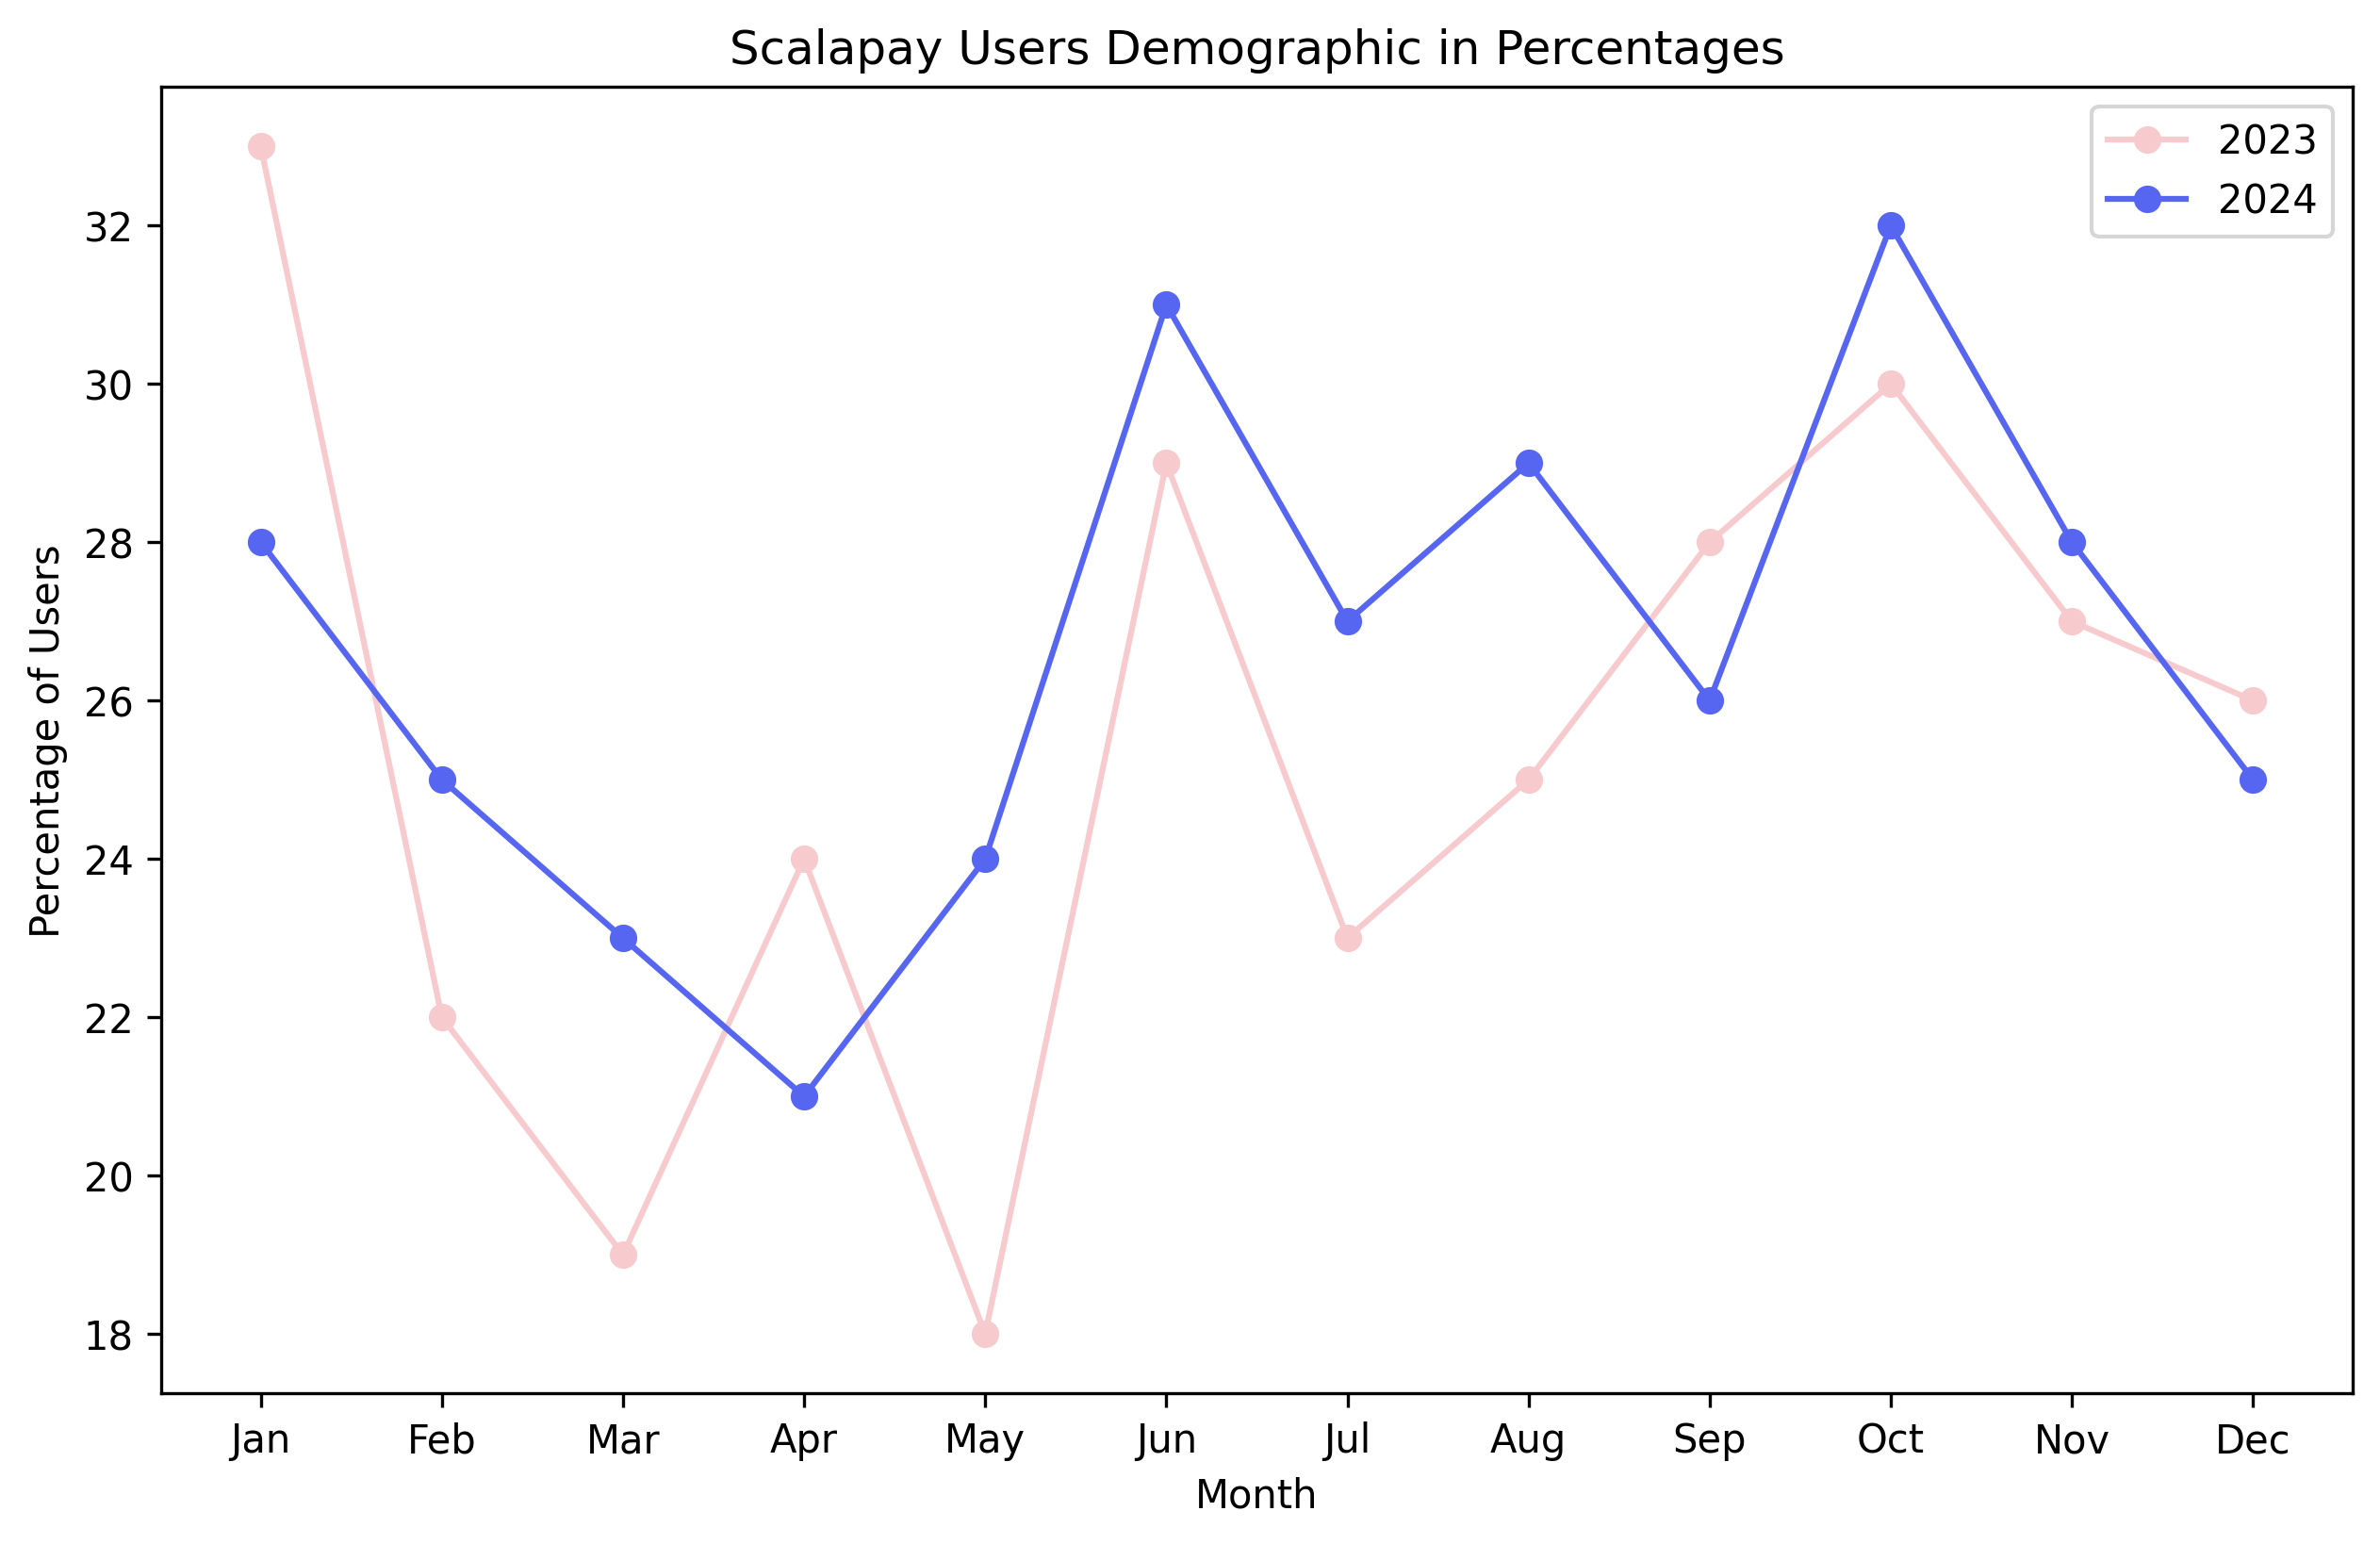 Scalapay Users Demographic in Percentages
2023
2024
32
30
28
26
24
22
20
18
Percentage of Users
Jan Feb Mar Apr May Jun Jul Aug Sep Oct Nov Dec
Month